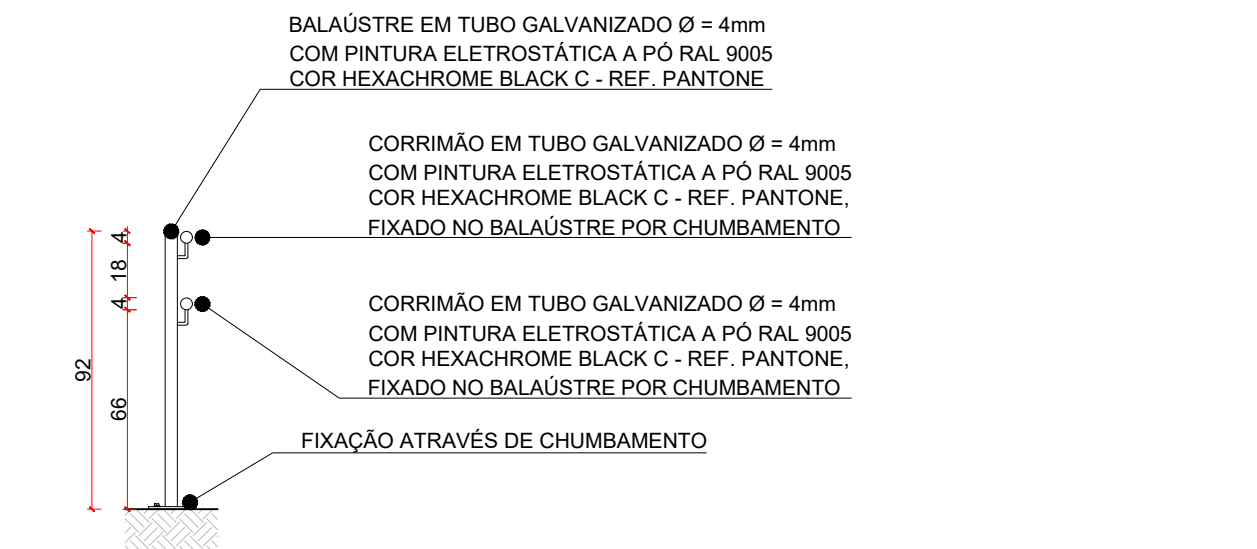 BALAÚSTRE EM TUBO GALVANIZADO Ø = 4mm
COM PINTURA ELETROSTÁTICA A PÓ RAL 9005
COR HEXACHROME BLACK C - REF. PANTONE
CORRIMÃO EM TUBO GALVANIZADO Ø = 4mm
COM PINTURA ELETROSTÁTICA A PÓ RAL 9005
COR HEXACHROME BLACK C - REF. PANTONE,
FIXADO NO BALAÚSTRE POR CHUMBAMENTO
4
18
4
CORRIMÃO EM TUBO GALVANIZADO Ø = 4mm
COM PINTURA ELETROSTÁTICA A PÓ RAL 9005
COR HEXACHROME BLACK C - REF. PANTONE,
FIXADO NO BALAÚSTRE POR CHUMBAMENTO
92
66
FIXAÇÃO ATRAVÉS DE CHUMBAMENTO